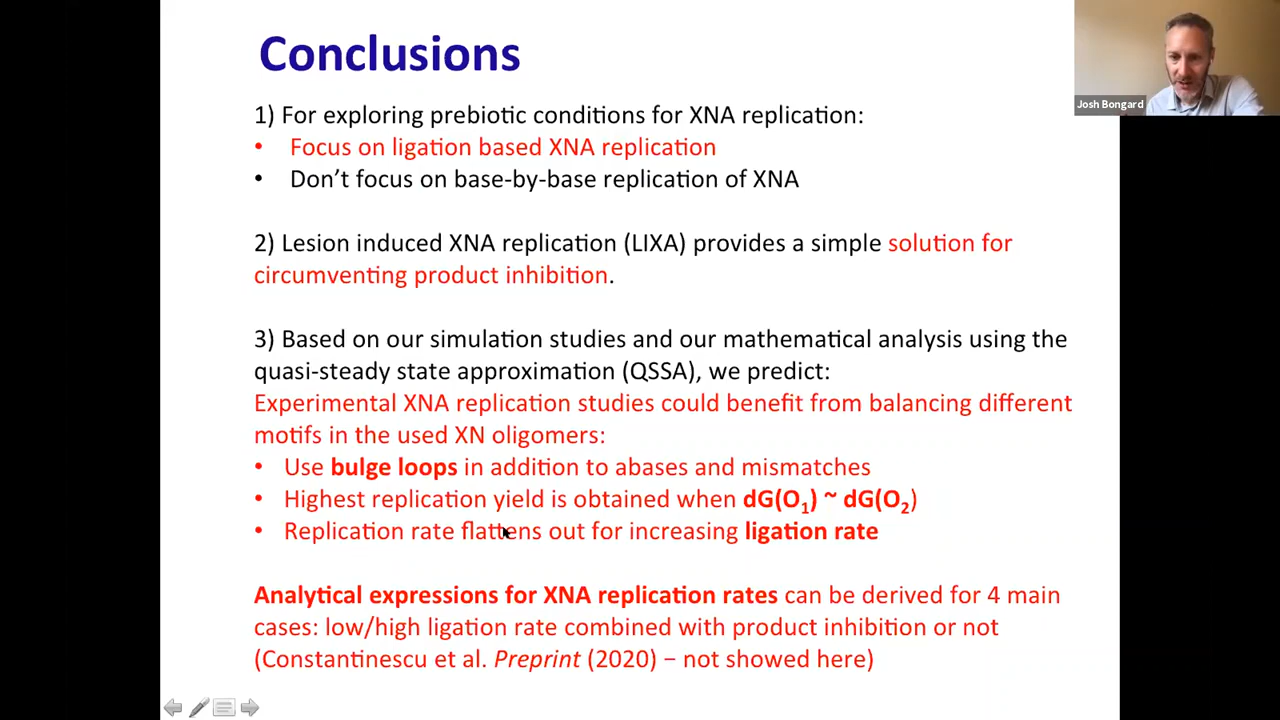 Conclusions
Josh Bongard
1) For exploring prebiotic conditions for XNA replication:
• Focus on ligation based XNA replication
• Don't focus on base-by-base replication of XNA
2) Lesion induced XNA replication (LIXA) provides a simple solution for
circumventing product inhibition.
3) Based on our simulation studies and our mathematical analysis using the
quasi-steady state approximation (QSSA), we predict:
Experimental XNA replication studies could benefit from balancing different
motifs in the used XN oligomers:
• Use bulge loops in addition to abases and mismatches
• Highest replication yield is obtained when dG(O₁) ~ dG(O₂)
• Replication rate flattens out for increasing ligation rate
Analytical expressions for XNA replication rates can be derived for 4 main
cases: low/high ligation rate combined with product inhibition or not
(Constantinescu et al. Preprint (2020) – not showed here)